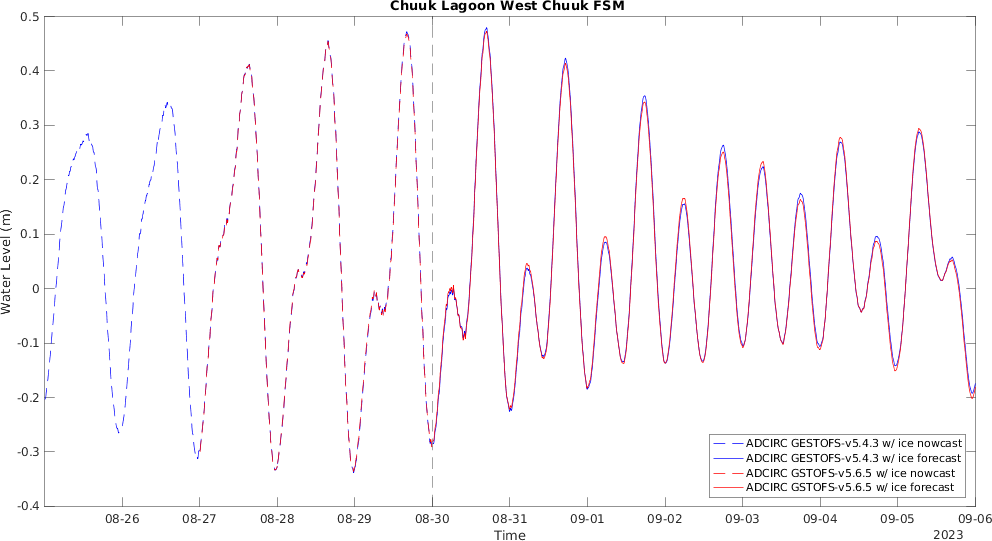 Chuuk Lagoon West Chuuk FSM
0.5
0.4
0.3
0.2
0.1
0
-0.1
-0.2
-0.3
-0.4
Water Level (m)
ADCIRC GESTOFS-v5.4.3 w/ ice nowcast
ADCIRC GESTOFS-v5.4.3 w/ ice forecast
ADCIRC GSTOFS-v5.6.5 w/ ice nowcast
ADCIRC GSTOFS-v5.6.5 w/ ice forecast
08-26 08-27 08-28 08-29 08-30 08-31 09-01 09-02 09-03 09-04 09-05 09-06
Time
2023